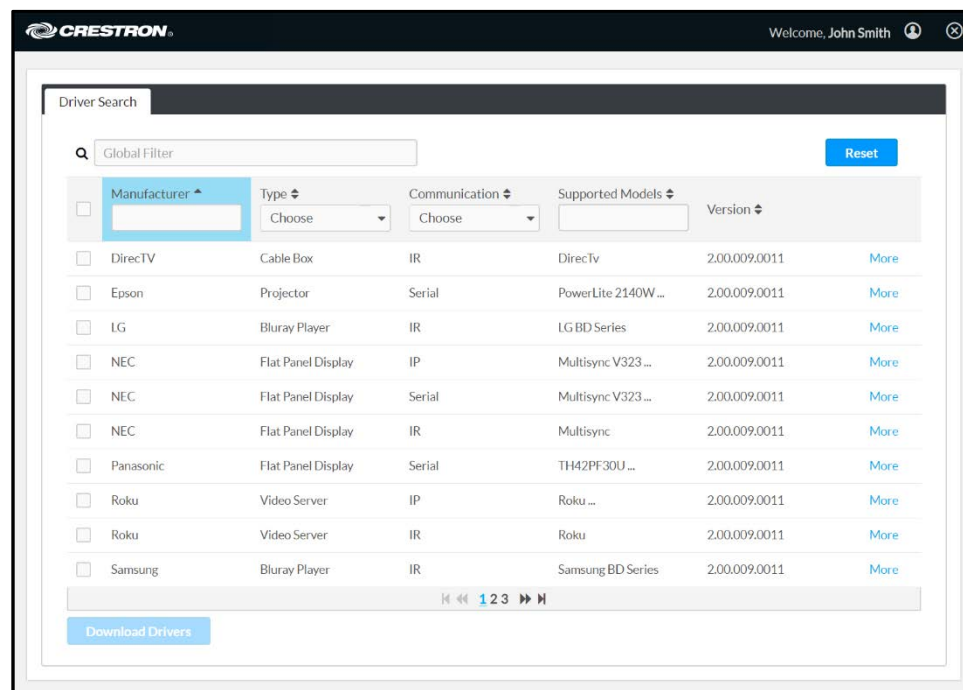 CRESTRON® Welcome, John Smith
Driver Search
Global Filter Reset
Manufacturer Type Communication Supported Models Version
Choose Choose
DirecTV Cable Box IR DirecTv 2.00.009.0011 More
Epson Projector Serial PowerLite 2140W ... 2.00.009.0011 More
LG Bluray Player IR LG BD Series 2.00.009.0011 More
NEC Flat Panel Display IP Multisync V323 ... 2.00.009.0011 More
NEC Flat Panel Display Serial Multisync V323 ... 2.00.009.0011 More
NEC Flat Panel Display IR Multisync 2.00.009.0011 More
Panasonic Flat Panel Display Serial TH42PF30U ... 2.00.009.0011 More
Roku Video Server IP Roku ... 2.00.009.0011 More
Roku Video Server IR Roku 2.00.009.0011 More
Samsung Bluray Player IR Samsung BD Series 2.00.009.0011 More
1 2 3
Download Drivers